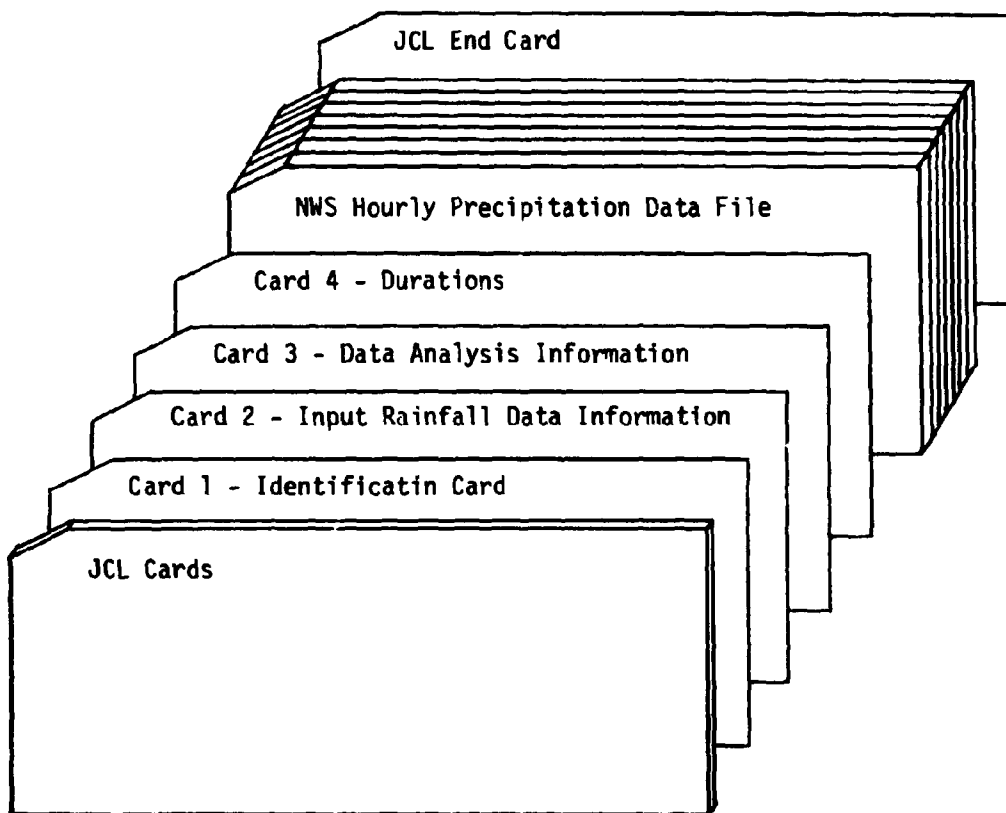 JCL End Card
NWS Hourly Precipitation Data File
Card 4 - Durations
Card 3 - Data Analysis Information
Card 2 - Input Rainfall Data Information
Card 1 - Identificatin Card
JCL Cards